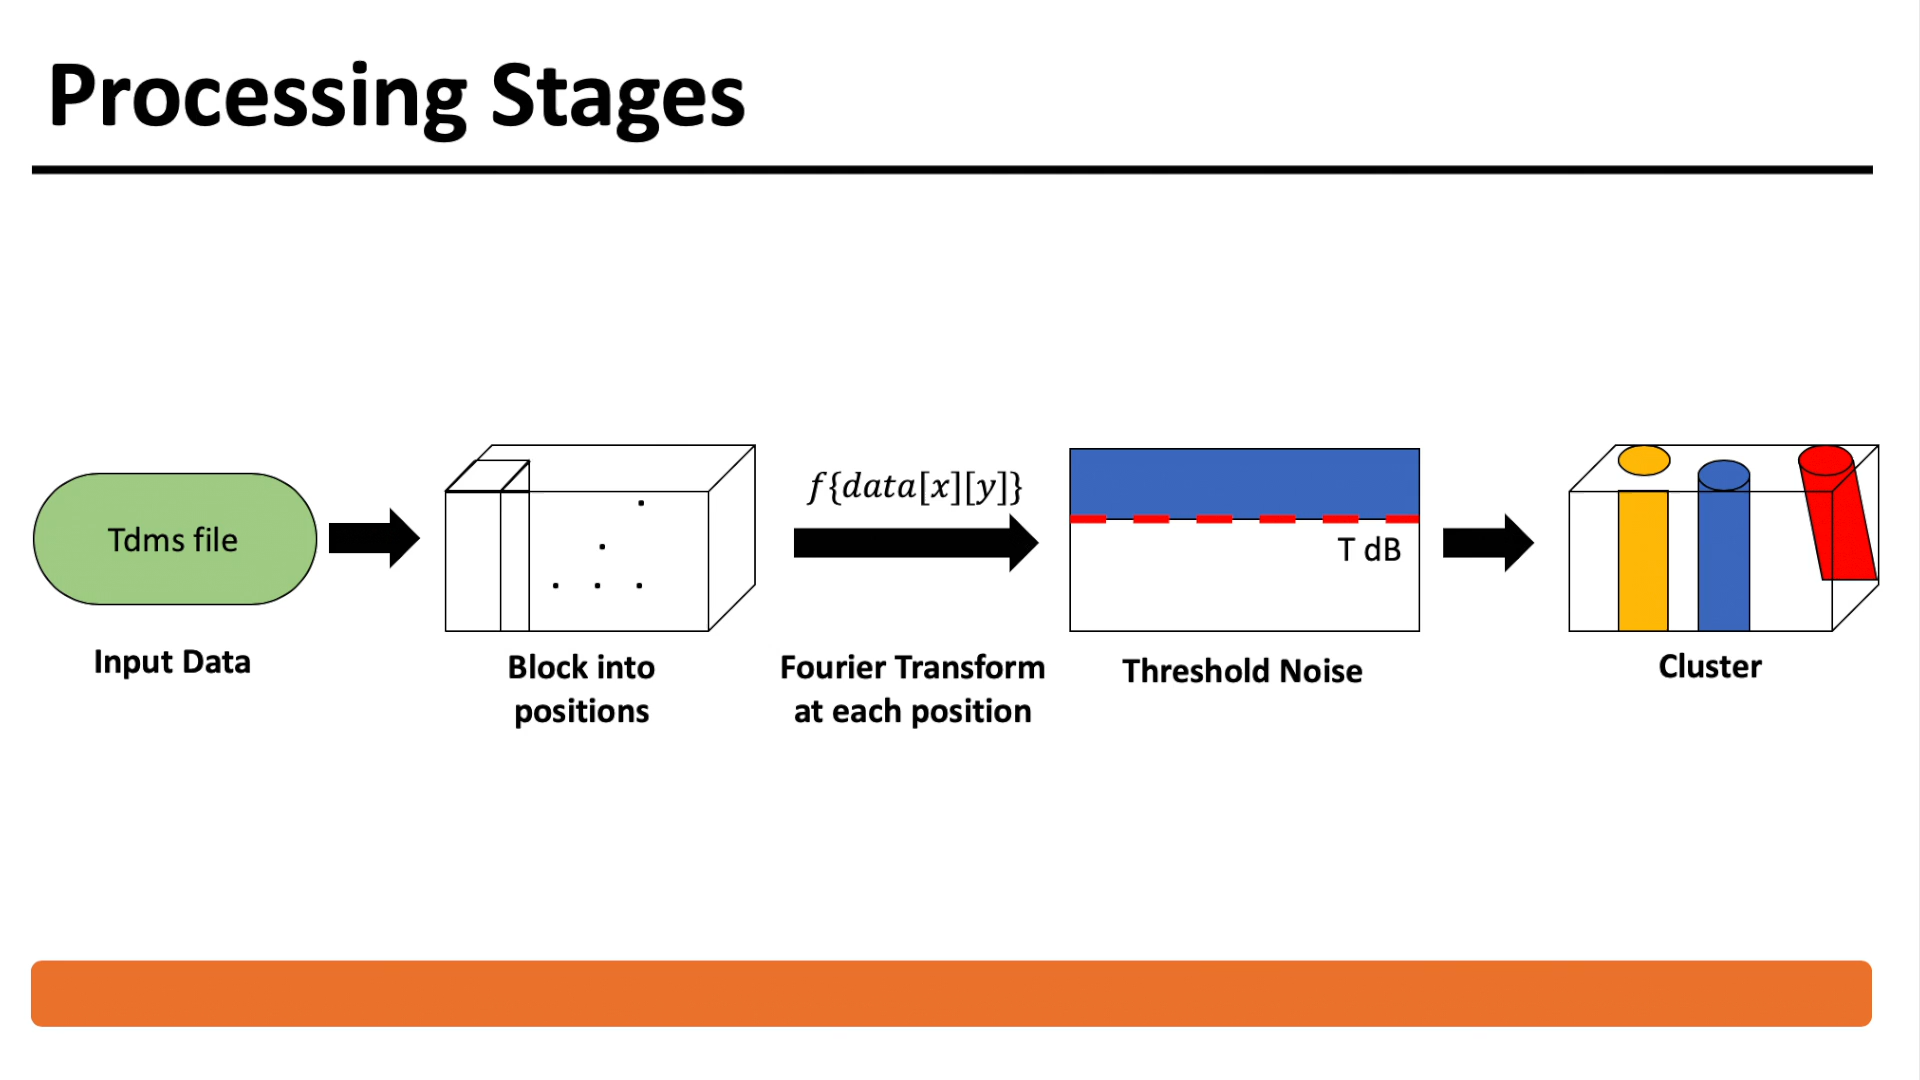 Processing Stages
Tdms file
Input Data
Block into
positions
f{data[x][y]}
Fourier Transform
at each position
T dB
Threshold Noise
Cluster